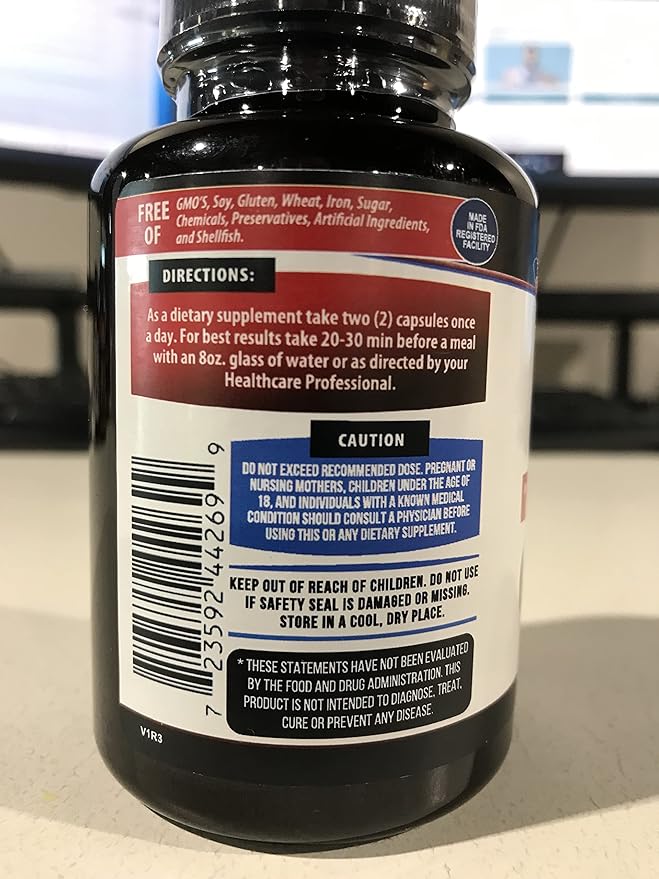 FREE OF
GMO'S, Soy, Gluten, Wheat, Iron, Sugar,
Chemicals, Preservatives, Artificial Ingredients,
and Shellfish.
MADE
IN FDA
REGISTERED
FACILITY
DIRECTIONS:
As a dietary supplement take two (2) capsules once
a day. For best results take 20-30 min before a meal
with an 8oz. glass of water or as directed by your
Healthcare Professional.
CAUTION
DO NOT EXCEED RECOMMENDED DOSE. PREGNANT OR
NURSING MOTHERS, CHILDREN UNDER THE AGE OF
18, AND INDIVIDUALS WITH A KNOWN MEDICAL
CONDITION SHOULD CONSULT A PHYSICIAN BEFORE
USING THIS OR ANY DIETARY SUPPLEMENT.
KEEP OUT OF REACH OF CHILDREN. DO NOT USE
IF SAFETY SEAL IS DAMAGED OR MISSING.
STORE IN A COOL, DRY PLACE.
* THESE STATEMENTS HAVE NOT BEEN EVALUATED
BY THE FOOD AND DRUG ADMINISTRATION. THIS
PRODUCT IS NOT INTENDED TO DIAGNOSE, TREAT,
CURE OR PREVENT ANY DISEASE.
7 23592 44269 9
V1R3